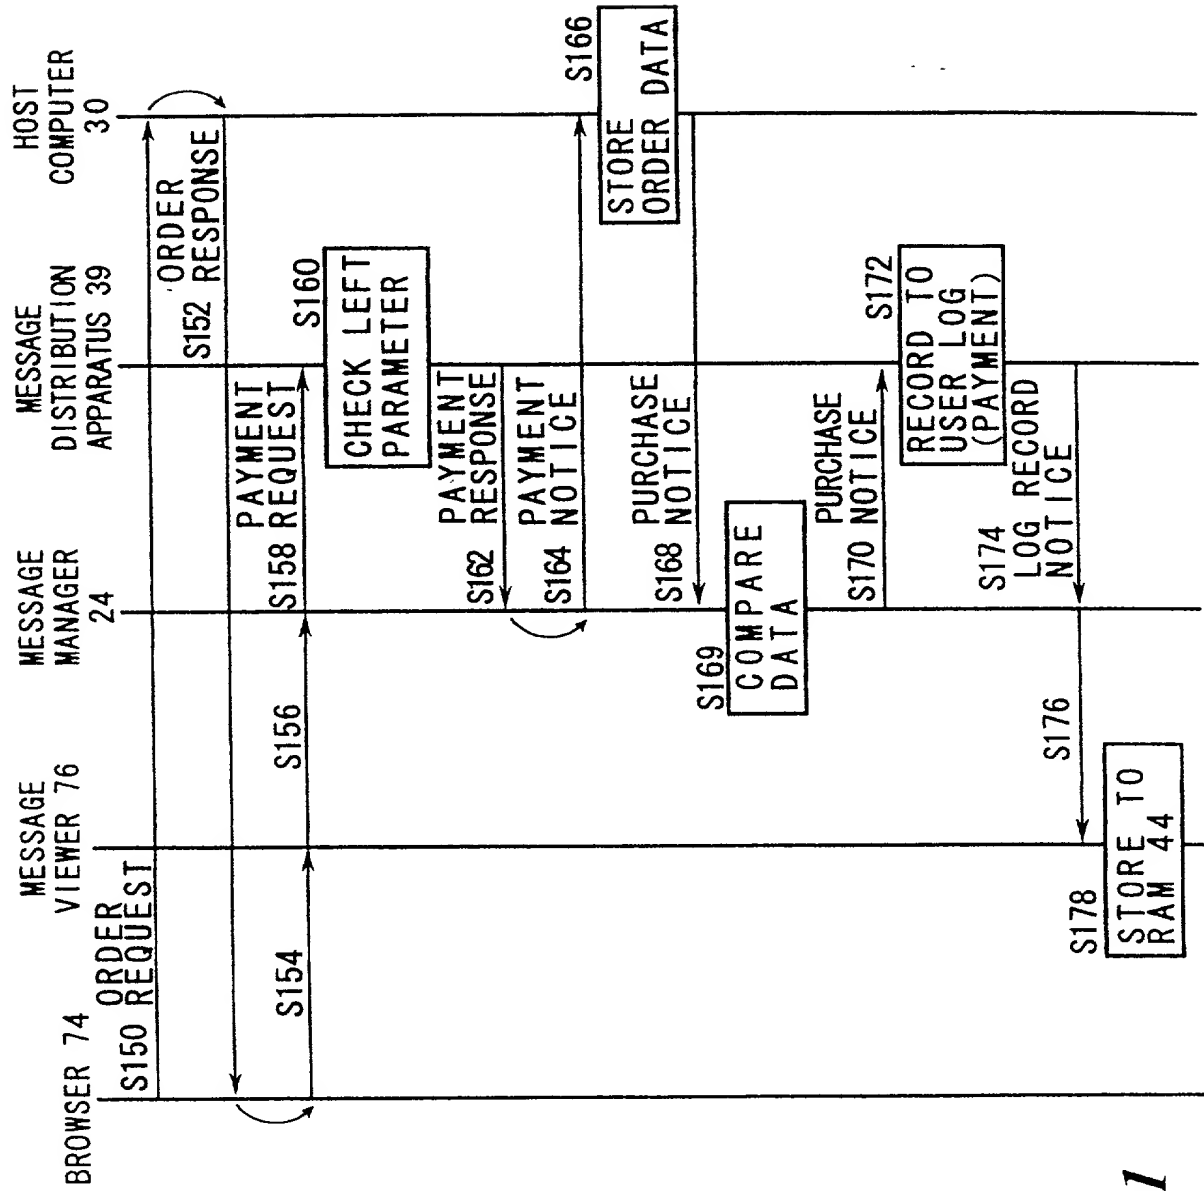 BROWSER 74
MESSAGE
VIEWER 76
MESSAGE
MANAGER
24
MESSAGE
DISTRIBUTION
APPARATUS 39
HOST
COMPUTER
30
ORDER
S150 REQUEST
ORDER
S152 RESPONSE
S154
S156
PAYMENT
S158 REQUEST
S160
CHECK LEFT
PARAMETER
PAYMENT
S162 RESPONSE
PAYMENT
S164 NOTICE
S166
STORE
ORDER DATA
PURCHASE
S168 NOTICE
S169
COMPARE
DATA
PURCHASE
S170 NOTICE
S172
RECORD TO
USER LOG
(PAYMENT)
S174
LOG RECORD
NOTICE
S176
S178
STORE TO
RAM 44
1